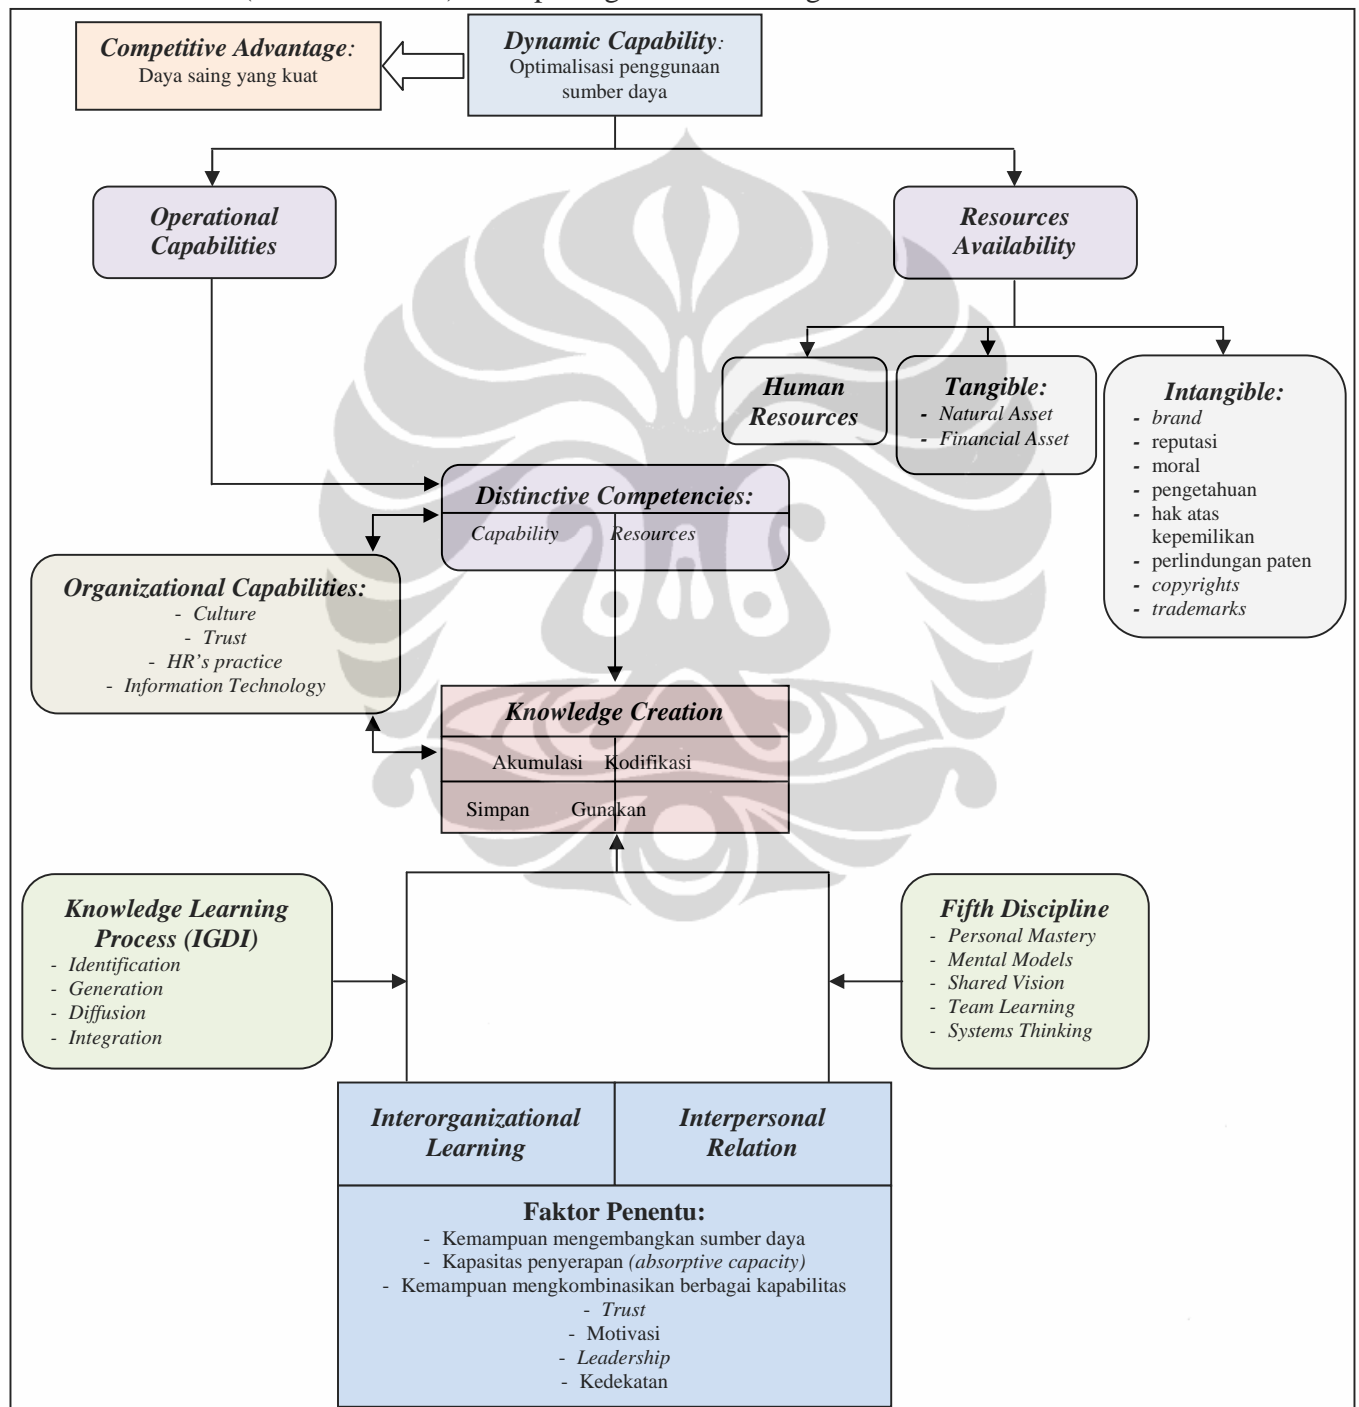 Competitive Advantage:
Daya saing yang kuat
Dynamic Capability:
Optimalisasi penggunaan
sumber daya
Operational
Capabilities
Resources
Availability
Human
Resources
Tangible:
- Natural Asset
- Financial Asset
Intangible:
- brand
- reputasi
- moral
- pengetahuan
- hak atas
kepemilikan
- perlindungan paten
- copyrights
- trademarks
Distinctive Competencies:
Capability Resources
Organizational Capabilities:
- Culture
- Trust
- HR’s practice
- Information Technology
Knowledge Creation
Akumulasi Kodifikasi
Simpan Gunakan
Knowledge Learning
Process (IGDI)
- Identification
- Generation
- Diffusion
- Integration
Fifth Discipline
- Personal Mastery
- Mental Models
- Shared Vision
- Team Learning
- Systems Thinking
Interorganizational
Learning
Interpersonal
Relation
Faktor Penentu:
- Kemampuan mengembangkan sumber daya
- Kapasitas penyerapan (absorptive capacity)
- Kemampuan mengkombinasikan berbagai kapabilitas
- Trust
- Motivasi
- Leadership
- Kedekatan